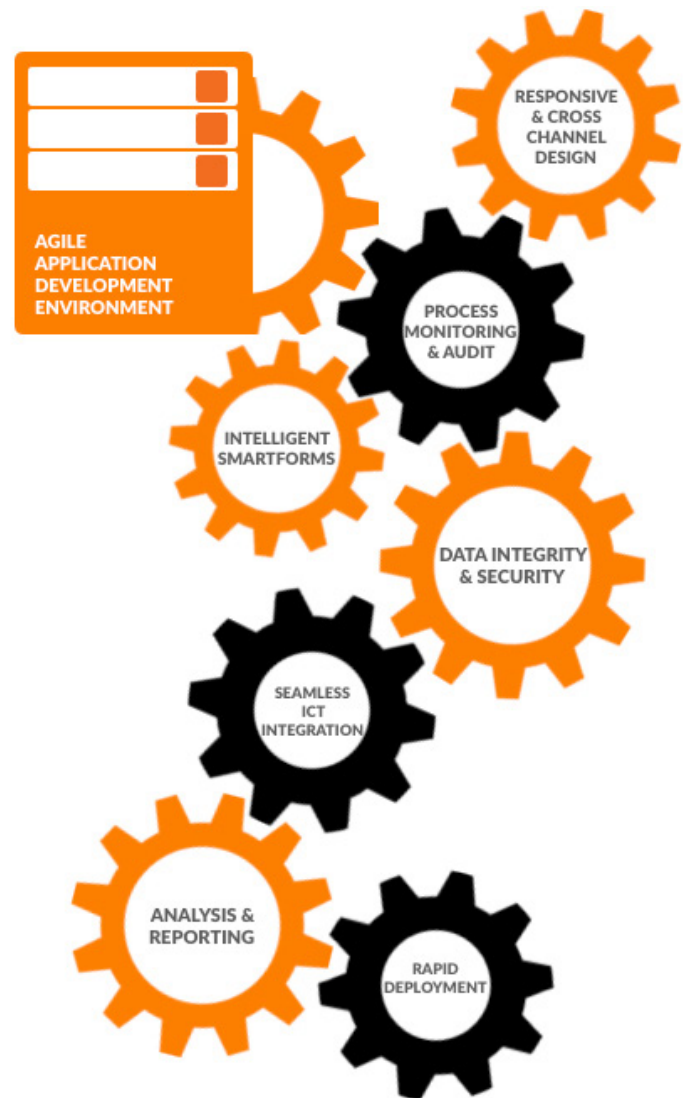 RESPONSIVE
& CROSS
CHANNEL
DESIGN
AGILE
APPLICATION
DEVELOPMENT
ENVIRONMENT
PROCESS
MONITORING
& AUDIT
INTELLIGENT
SMARTFORMS
DATA INTEGRITY
& SECURITY
SEAMLESS
ICT
INTEGRATION
ANALYSIS &
REPORTING
RAPID
DEPLOYMENT